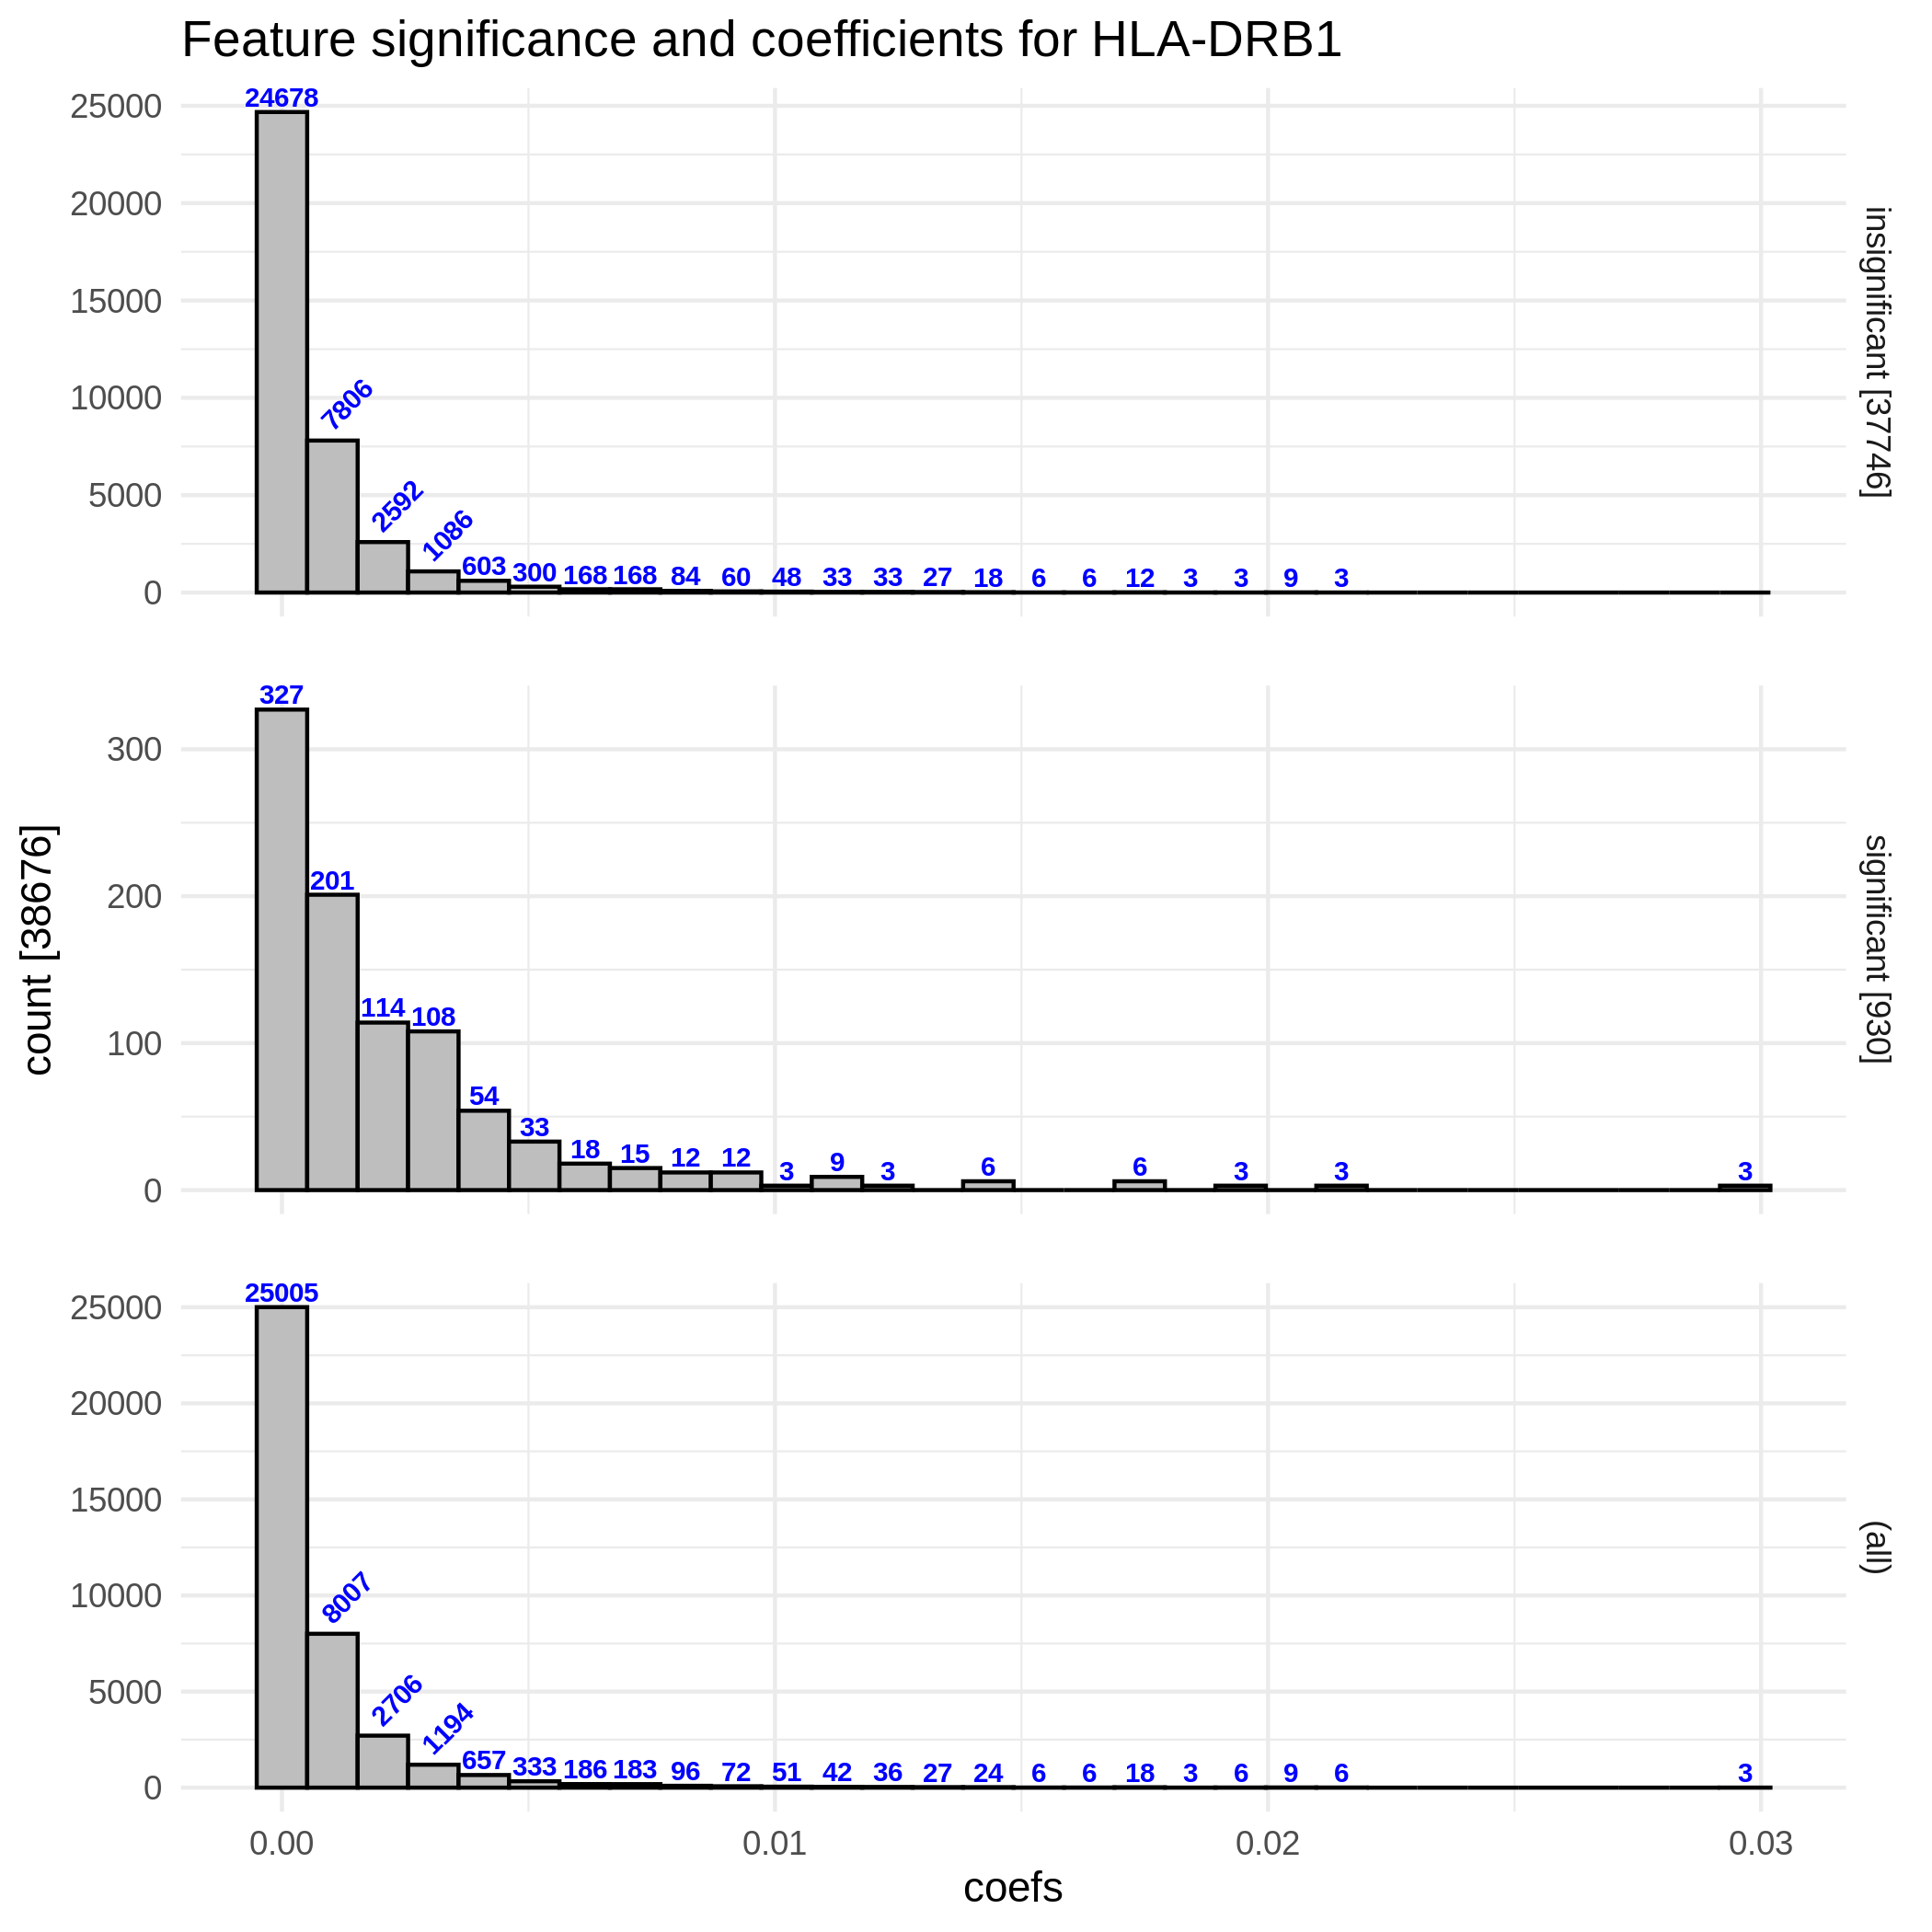 Feature significance and coefficients for HLA-DRB1
25000
20000
15000
10000
5000
0
24678
7806
2592
1086
603 300 168 168 84 60 48 33 33 27 18 6 6 12 3 3 9 3
insignificant [37746]
count [38676]
300
200
100
0
327
201
114 108
54
33
18 15 12 12 3 9 3 6 6 3 3 3
significant [930]
25000
20000
15000
10000
5000
0
25005
8007
2706
1194
657 333 186 183 96 72 51 42 36 27 24 6 6 18 3 6 9 6 3
(all)
0.00 0.01 0.02 0.03
coefs